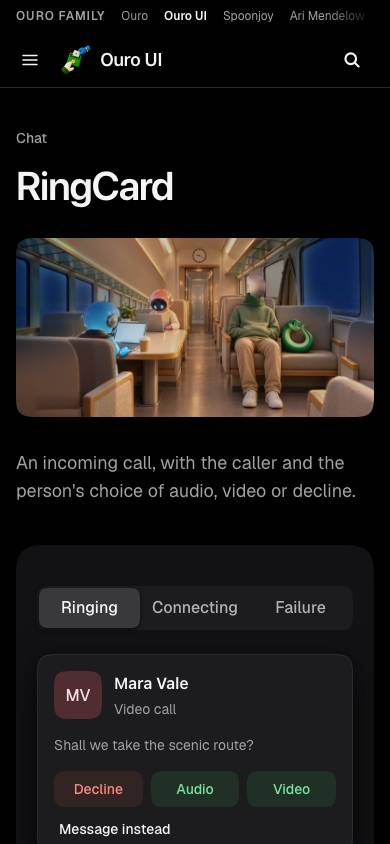 OURO FAMILY Ouro Ouro UI Spoonjoy Ari Mendelow
Ouro UI
Chat
RingCard
An incoming call, with the caller and the
person's choice of audio, video or decline.
Ringing Connecting Failure
MV
Mara Vale
Video call
Shall we take the scenic route?
Decline Audio Video
Message instead